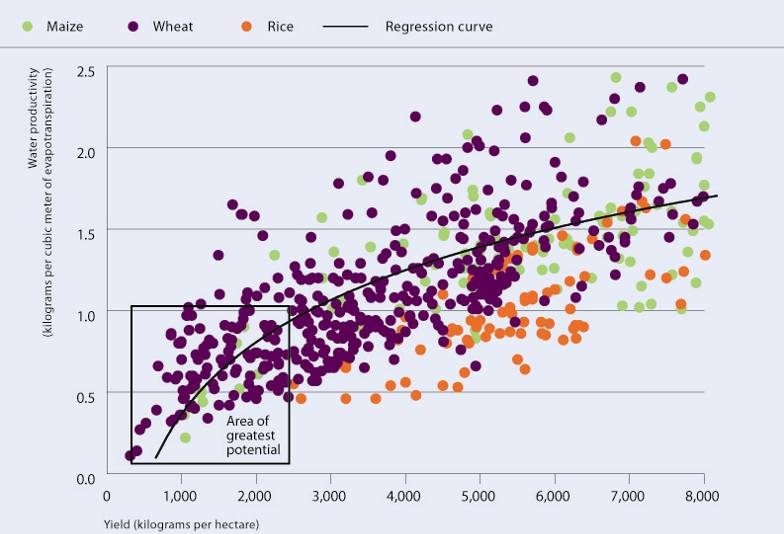 Maize Wheat Rice Regression curve
Water productivity
(kilograms per cubic meter of evapotranspiration)
2.5
2.0
1.5
1.0
0.5
0.0
Area of
greatest
potential
0 1,000 2,000 3,000 4,000 5,000 6,000 7,000 8,000
Yield (kilograms per hectare)